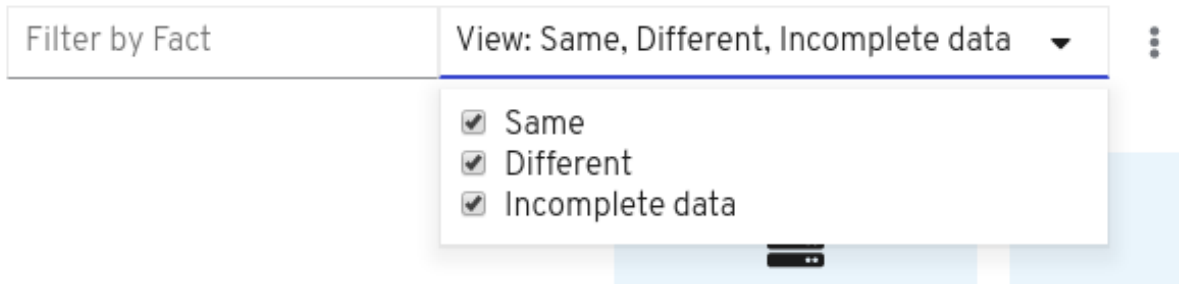 Filter by Fact
View: Same, Different, Incomplete data
Same
Different
Incomplete data